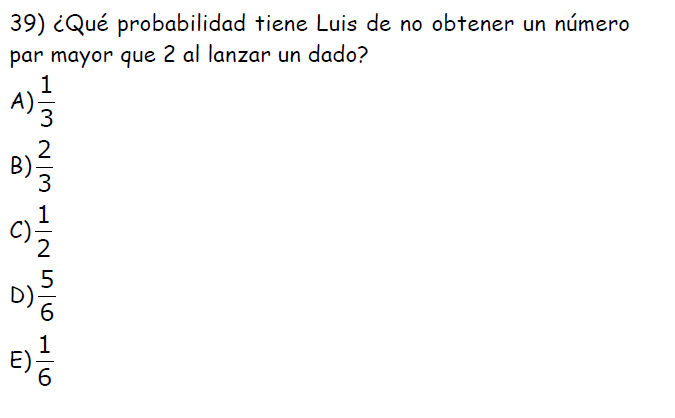 39) ¿Qué probabilidad tiene Luis de no obtener un número
par mayor que 2 al lanzar un dado?
A) 1/3
B) 2/3
C) 1/2
D) 5/6
E) 1/6